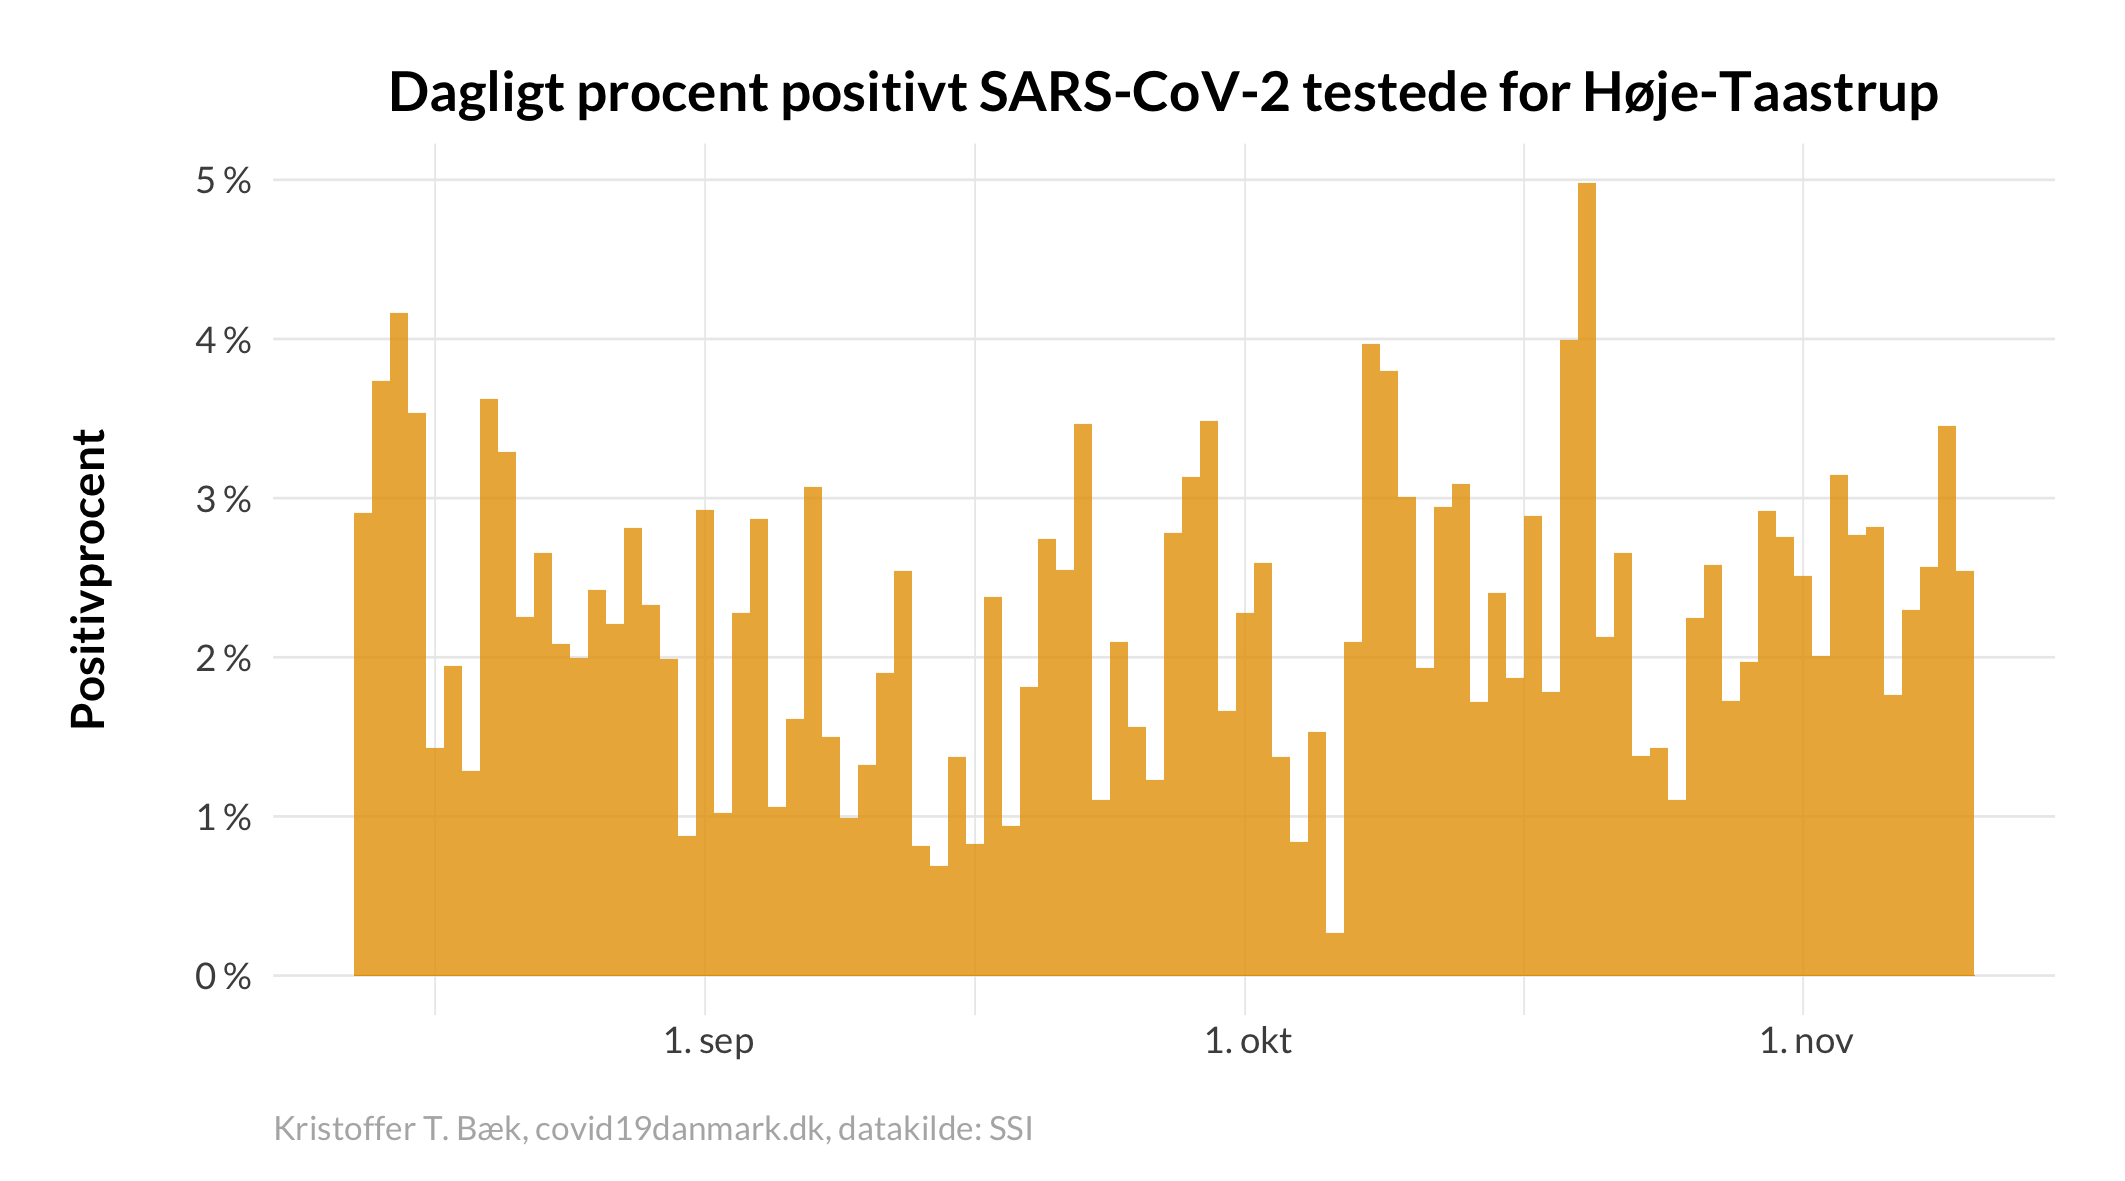 Dagligt procent positivt SARS-CoV-2 testede for Høje-Taastrup
Positivprocent
5 %
4 %
3 %
2 %
1 %
0 %
1. sep
1. okt
1. nov
Kristoffer T. Bæk, covid19danmark.dk, datakilde: SSI